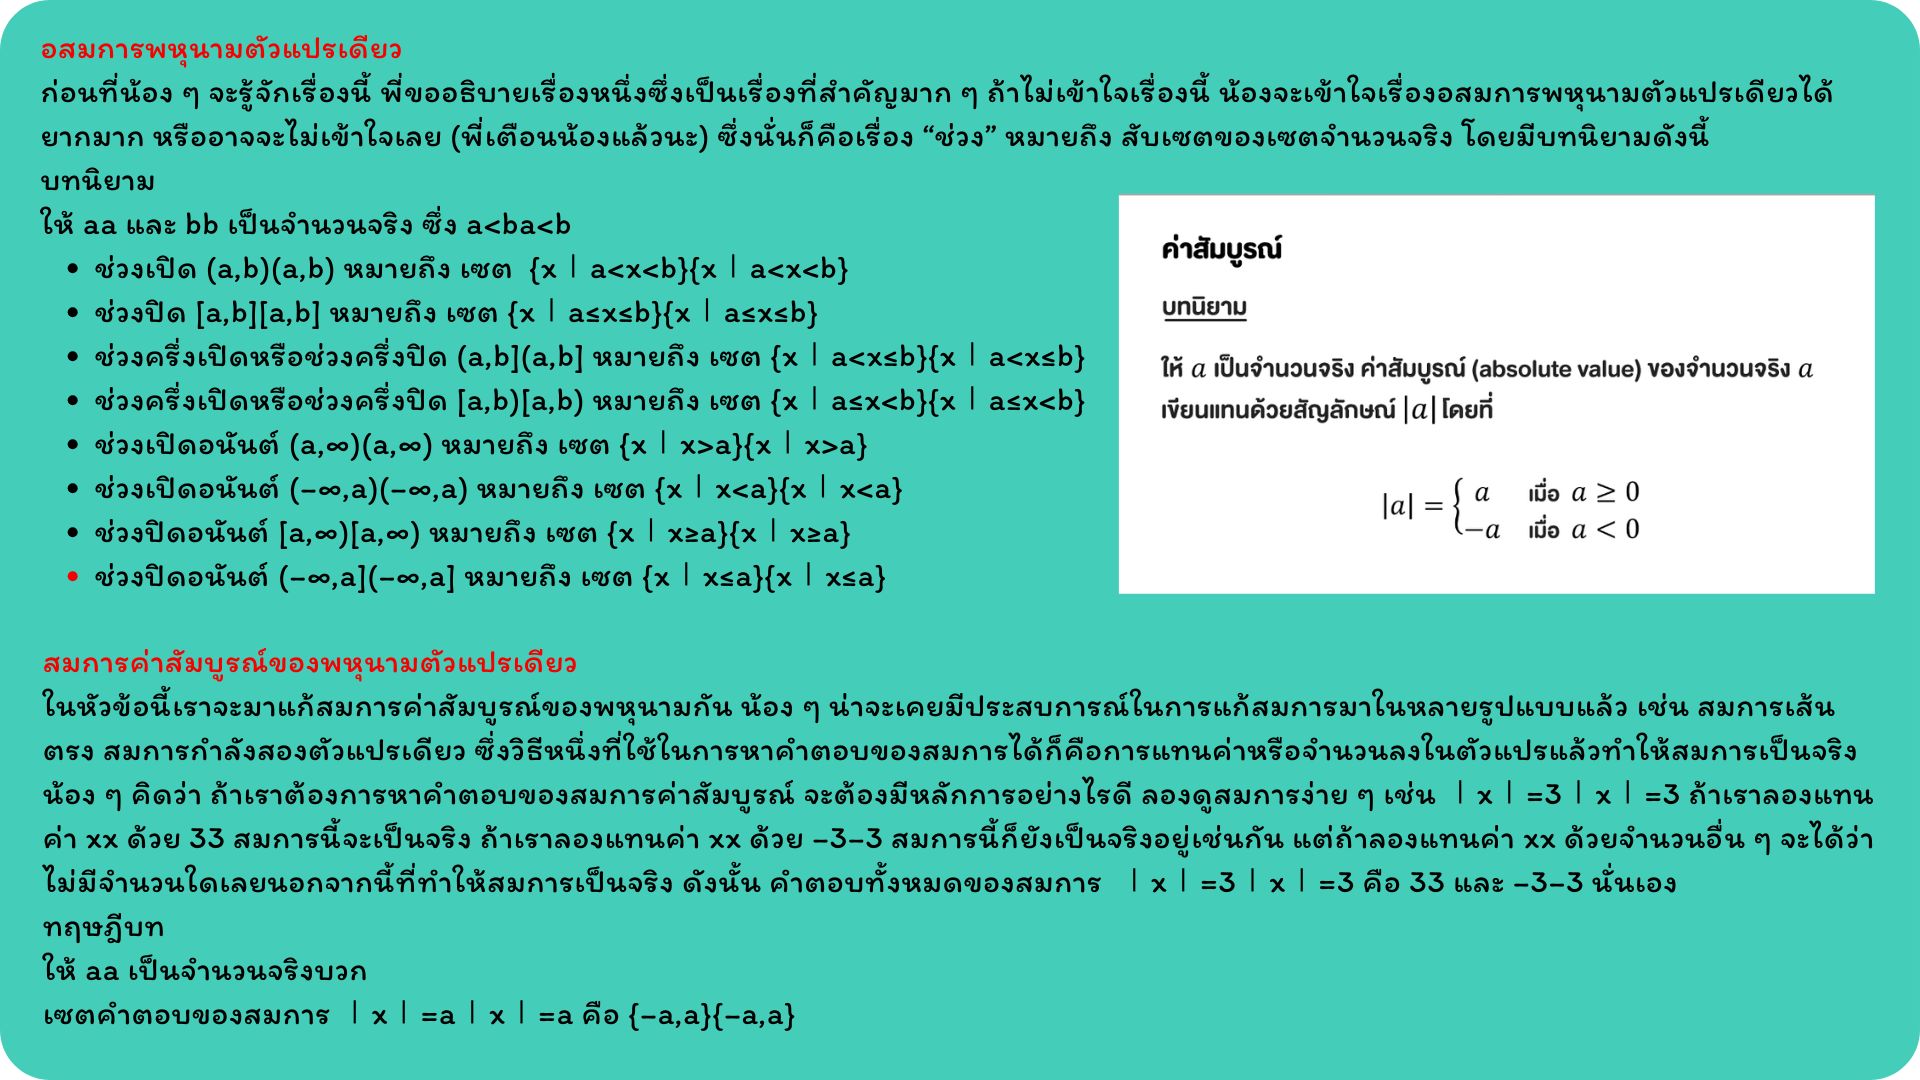 อสมการพหุนามตัวแปรเดียว
ก่อนที่น้อง ๆ จะรู้จักเรื่องนี้ พี่ขออธิบายเรื่องหนึ่งซึ่งเป็นเรื่องที่สำคัญมาก ๆ ถ้าไม่เข้าใจเรื่องนี้ น้องจะเข้าใจเรื่องอสมการพหุนามตัวแปรเดียวได้
ยากมาก หรืออาจจะไม่เข้าใจเลย (พี่เตือนน้องแล้วนะ) ซึ่งนั่นก็คือเรื่อง “ช่วง” หมายถึง สับเซตของเซตจำนวนจริง โดยมีบทนิยามดังนี้
บทนิยาม
ให้ aa และ bb เป็นจำนวนจริง ซึ่ง a<ba<b
• ช่วงเปิด (a,b)(a,b) หมายถึง เซต {x∣a<x<b}{x∣a<x<b}
• ช่วงปิด [a,b][a,b] หมายถึง เซต {x∣a≤x≤b}{x∣a≤x≤b}
• ช่วงครึ่งเปิดหรือช่วงครึ่งปิด (a,b](a,b] หมายถึง เซต {x∣a<x≤b}{x∣a<x≤b}
• ช่วงครึ่งเปิดหรือช่วงครึ่งปิด [a,b)[a,b) หมายถึง เซต {x∣a≤x<b}{x∣a≤x<b}
• ช่วงเปิดอนันต์ (a,∞)(a,∞) หมายถึง เซต {x∣x>a}{x∣x>a}
• ช่วงเปิดอนันต์ (−∞,a)(−∞,a) หมายถึง เซต {x∣x<a}{x∣x<a}
• ช่วงปิดอนันต์ [a,∞)[a,∞) หมายถึง เซต {x∣x≥a}{x∣x≥a}
• ช่วงปิดอนันต์ (−∞,a](−∞,a] หมายถึง เซต {x∣x≤a}{x∣x≤a}
ค่าสัมบูรณ์
บทนิยาม
ให้ a เป็นจำนวนจริง ค่าสัมบูรณ์ (absolute value) ของจำนวนจริง a
เขียนแทนด้วยสัญลักษณ์ |a| โดยที่
|a| = { a เมื่อ a ≥ 0
−a เมื่อ a < 0
สมการค่าสัมบูรณ์ของพหุนามตัวแปรเดียว
ในหัวข้อนี้เราจะมาแก้สมการค่าสัมบูรณ์ของพหุนามกัน น้อง ๆ น่าจะเคยมีประสบการณ์ในการแก้สมการมาในหลายรูปแบบแล้ว เช่น สมการเส้น
ตรง สมการกำลังสองตัวแปรเดียว ซึ่งวิธีหนึ่งที่ใช้ในการหาคำตอบของสมการได้ก็คือการแทนค่าหรือจำนวนลงในตัวแปรแล้วทำให้สมการเป็นจริง
น้อง ๆ คิดว่า ถ้าเราต้องการหาคำตอบของสมการค่าสัมบูรณ์ จะต้องมีหลักการอย่างไรดี ลองดูสมการง่าย ๆ เช่น ∣x∣=3∣x∣=3 ถ้าเราลองแทน
ค่า xx ด้วย 33 สมการนี้จะเป็นจริง ถ้าเราลองแทนค่า xx ด้วย −3−3 สมการนี้ก็ยังเป็นจริงอยู่เช่นกัน แต่ถ้าลองแทนค่า xx ด้วยจำนวนอื่น ๆ จะได้ว่า
ไม่มีจำนวนใดเลยนอกจากนี้ที่ทำให้สมการเป็นจริง ดังนั้น คำตอบทั้งหมดของสมการ ∣x∣=3∣x∣=3 คือ 33 และ −3−3 นั่นเอง
ทฤษฎีบท
ให้ aa เป็นจำนวนจริงบวก
เซตคำตอบของสมการ ∣x∣=a∣x∣=a คือ {−a,a}{−a,a}